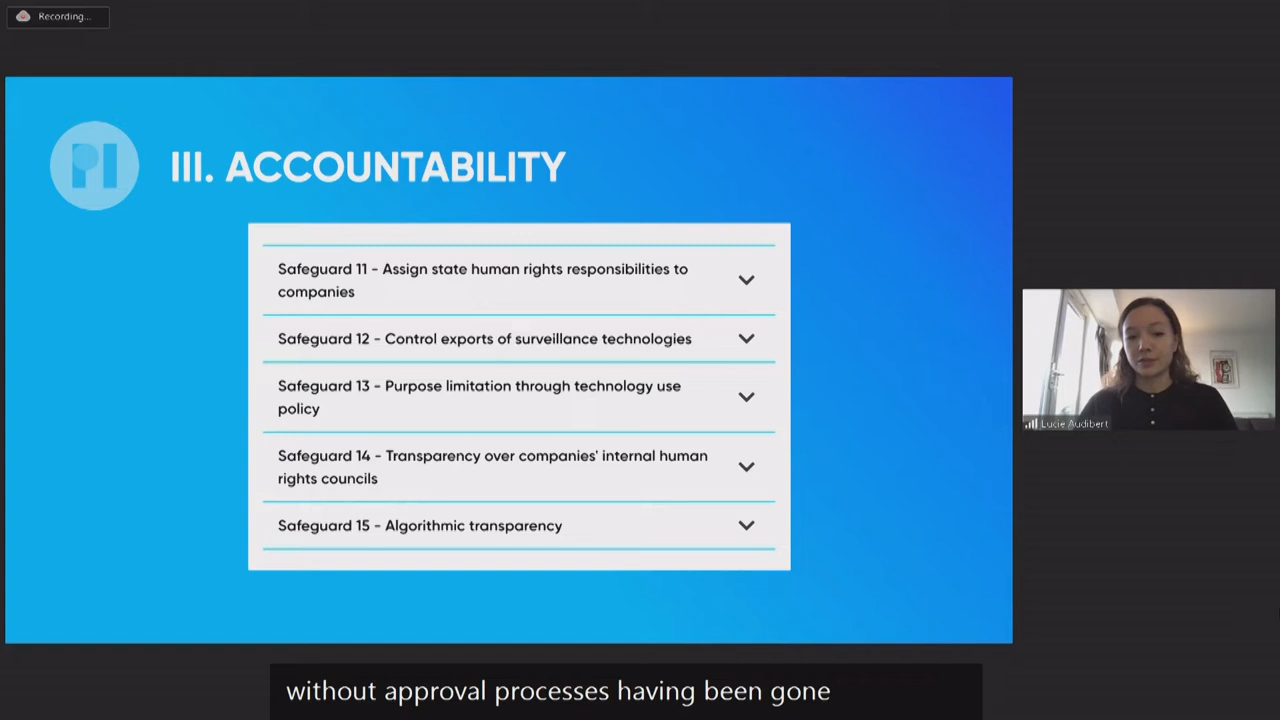 Recording...
PI
III. ACCOUNTABILITY
Safeguard 11 - Assign state human rights responsibilities to
companies
Safeguard 12 - Control exports of surveillance technologies
Safeguard 13 - Purpose limitation through technology use
policy
Safeguard 14 - Transparency over companies' internal human
rights councils
Safeguard 15 - Algorithmic transparency
Lucie Audibert
without approval processes having been gone